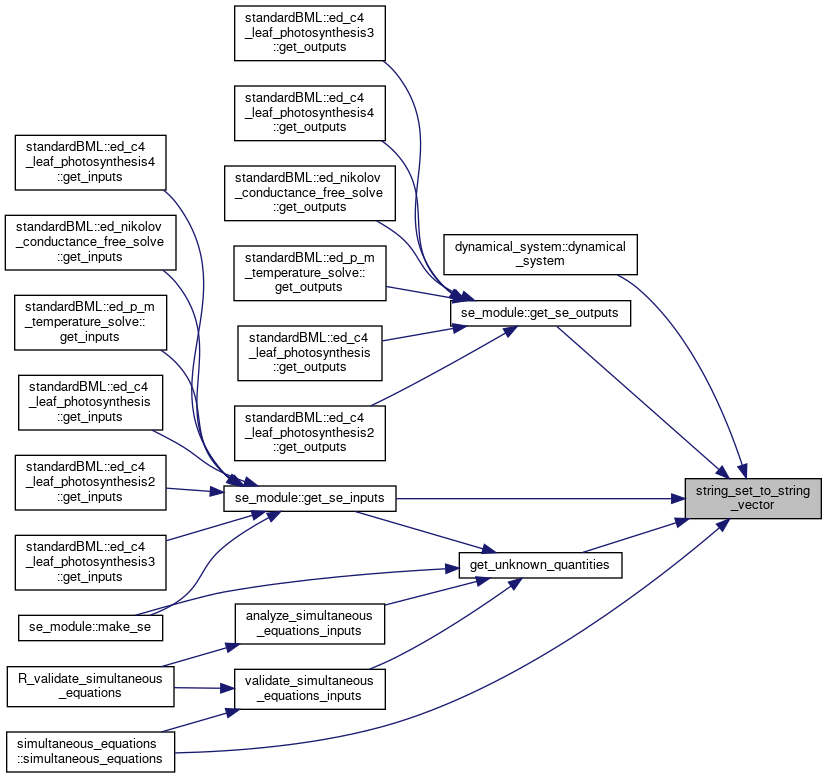 standardBML::ed_c4
_leaf_photosynthesis3
::get_outputs
standardBML::ed_c4
_leaf_photosynthesis4
::get_outputs
standardBML::ed_c4
_leaf_photosynthesis4
::get_inputs
standardBML::ed_nikolov
_conductance_free_solve
::get_outputs
standardBML::ed_nikolov
_conductance_free_solve
::get_inputs
dynamical_system::dynamical
_system
standardBML::ed_p_m
_temperature_solve::
get_outputs
standardBML::ed_p_m
_temperature_solve::
get_inputs
se_module::get_se_outputs
standardBML::ed_c4
_leaf_photosynthesis
::get_outputs
standardBML::ed_c4
_leaf_photosynthesis
::get_inputs
standardBML::ed_c4
_leaf_photosynthesis2
::get_outputs
standardBML::ed_c4
_leaf_photosynthesis2
::get_inputs
se_module::get_se_inputs
string_set_to_string
_vector
standardBML::ed_c4
_leaf_photosynthesis3
::get_inputs
get_unknown_quantities
se_module::make_se
analyze_simultaneous
_equations_inputs
R_validate_simultaneous
_equations
validate_simultaneous
_equations_inputs
simultaneous_equations
::simultaneous_equations